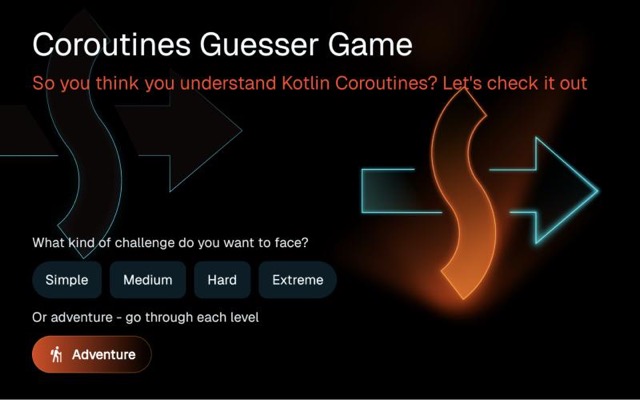 Coroutines Guesser Game
So you think you understand Kotlin Coroutines? Let's check it out
What kind of challenge do you want to face?
Simple Medium Hard Extreme
Or adventure - go through each level
Adventure